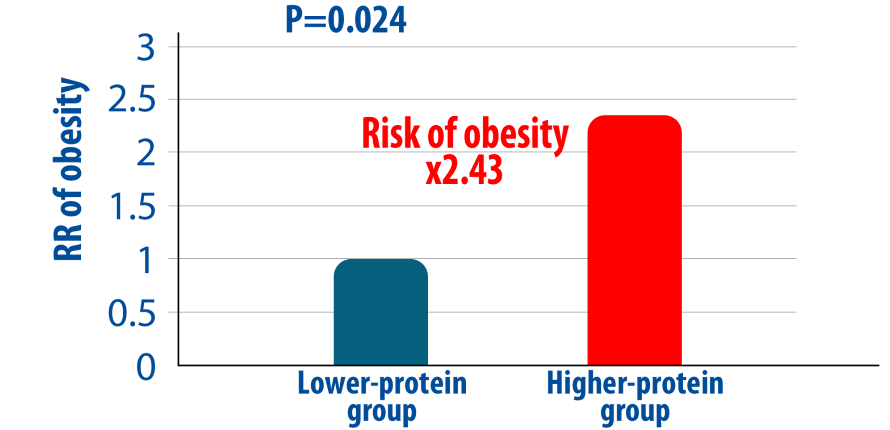 P=0.024
RR of obesity
3
2.5
2
1.5
1
0.5
0
Risk of obesity
x2.43
Lower-protein
group
Higher-protein
group